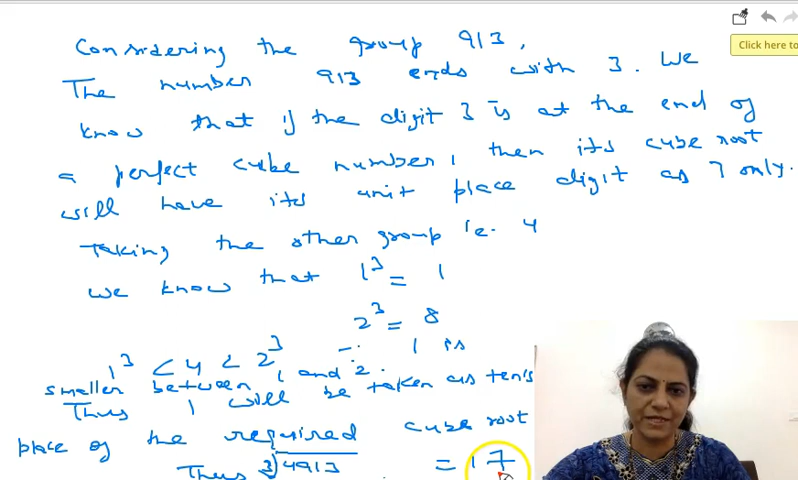 Considering the group 913,
The number 913 ends with 3. We
know that if the digit 3 is at the end of
a perfect cube number, then its cube root
will have its unit place digit as 7 only.
Taking the other group i.e. 4
We know that 1³ = 1
2³ = 8
1³ < 4 < 2³ ∴ 1 is
smaller between 1 and 2.
Thus 1 will be taken as ten's
place of the required cube root
Thus ∛4913 = 17
Click here to